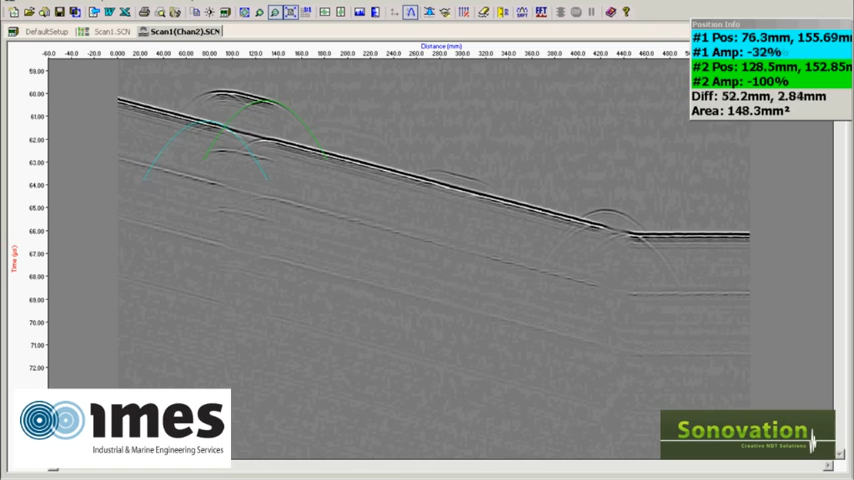 DefaultSetup Scan1.SCN Scan1(Chan2).SCN
Position Info
#1 Pos: 76.3mm, 155.69m
#1 Amp: -32%
#2 Pos: 128.5mm, 152.85m
#2 Amp: -100%
Diff: 52.2mm, 2.84mm
Area: 148.3mm²
Distance (mm)
-60.0 -40.0 -20.0 0.000 20.00 40.00 60.00 80.00 100.0 120.0 140.0 160.0 180.0 200.0 220.0 240.0 260.0 280.0 300.0 320.0 340.0 360.0 380.0 400.0 420.0 440.0 460.0 480.0 500.0 520.0
59.00
60.00
61.00
62.00
63.00
64.00
65.00
66.00
67.00
68.00
69.00
70.00
71.00
72.00
Time (µs)
imes
Industrial & Marine Engineering Services
Sonovation
Creative NDT Solutions